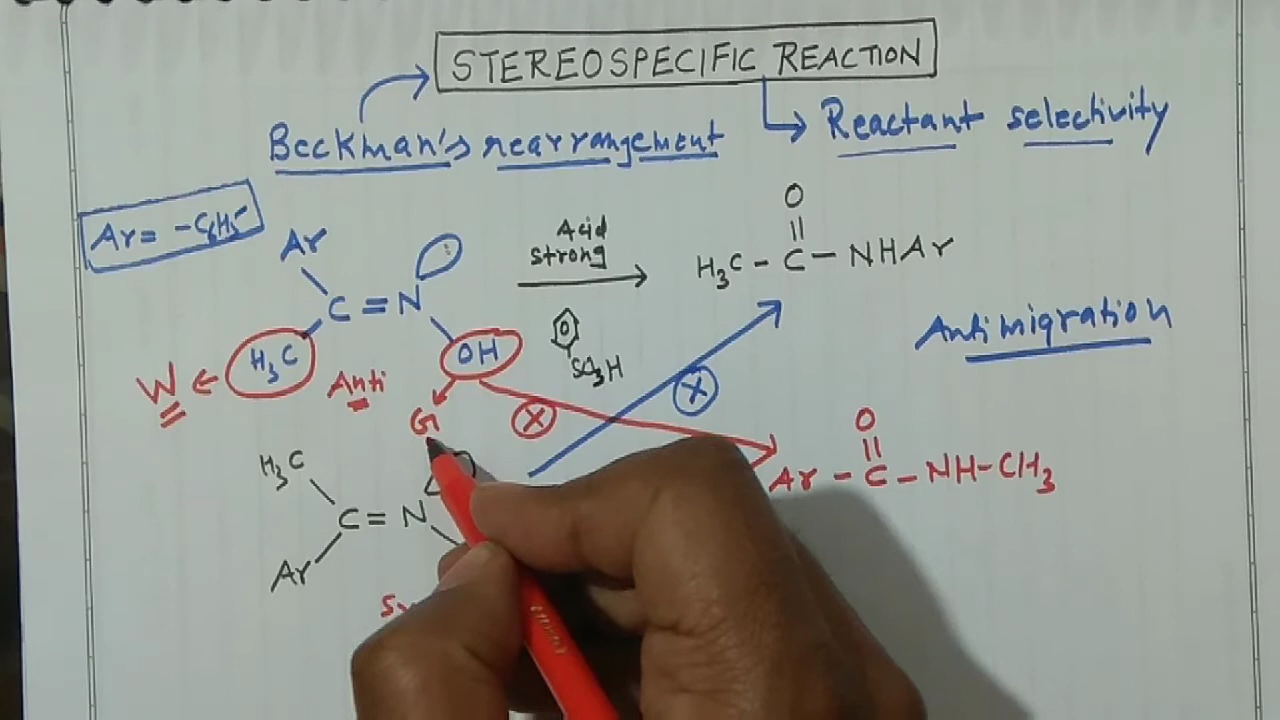 STEREOSPECIFIC REACTION
Beckman's rearrangement
Reactant selectivity
Ar = -C6H5
Ar
C = N
H3C
OH
W
Anti
G
Acid
strong
SO3H
O
H3C - C - NHAr
Antimigration
X
X
O
Ar - C - NH-CH3
H3C
C = N
Ar